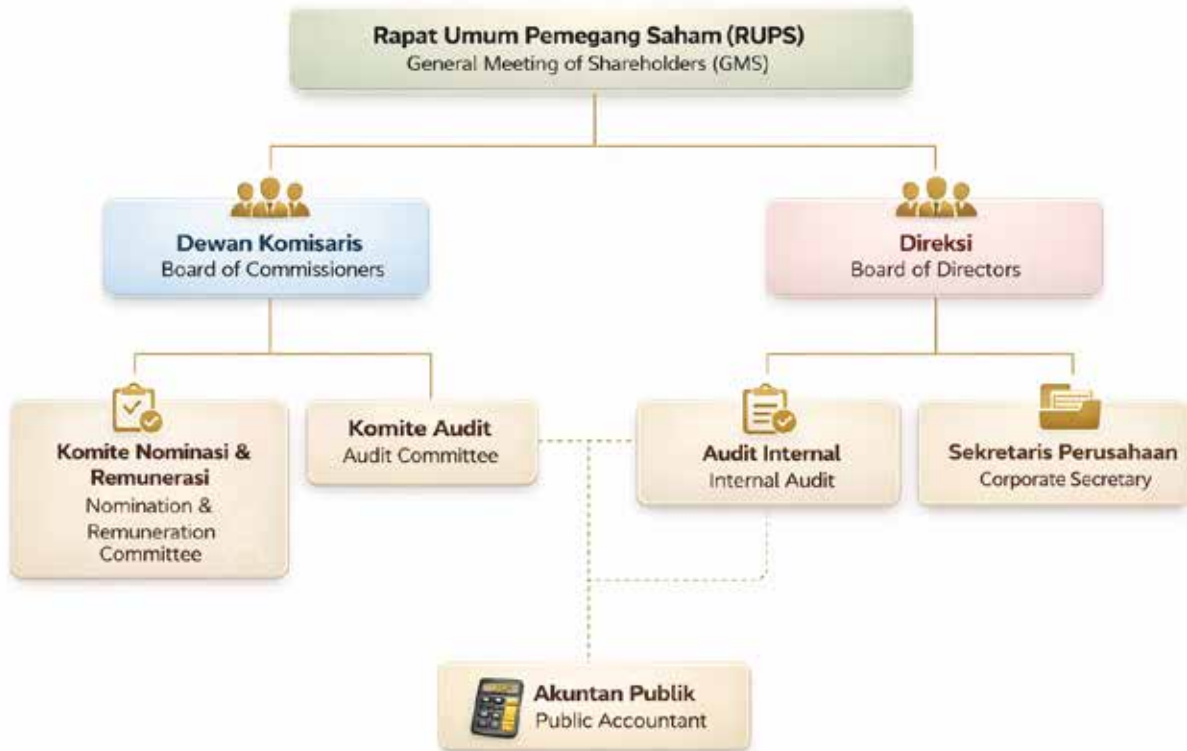 Rapat Umum Pemegang Saham (RUPS)
General Meeting of Shareholders (GMS)
Dewan Komisaris
Board of Commissioners
Direksi
Board of Directors
Komite Nominasi &
Remunerasi
Nomination &
Remuneration
Committee
Komite Audit
Audit Committee
Audit Internal
Internal Audit
Sekretaris Perusahaan
Corporate Secretary
Akuntan Publik
Public Accountant